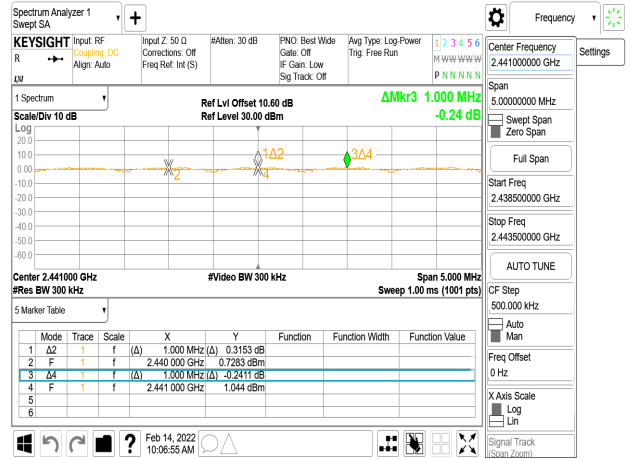 Spectrum Analyzer 1
Swept SA
Frequency
Settings
KEYSIGHT
R
Input: RF
Coupling: DC
Align: Auto
Input Z: 50 Ω
Corrections: Off
Freq Ref: Int (S)
#Atten: 30 dB
PNO: Best Wide
Gate: Off
IF Gain: Low
Sig Track: Off
Avg Type: Log-Power
Trig: Free Run
1 2 3 4 5 6
M W W W W W
P N N N N N
1 Spectrum
Scale/Div 10 dB
Ref Lvl Offset 10.60 dB
Ref Level 30.00 dBm
ΔMkr3 1.000 MHz
-0.24 dB
Log
20.0
10.0
0.00
-10.0
-20.0
-30.0
-40.0
-50.0
-60.0
2
1Δ2
4
3Δ4
Center 2.441000 GHz
#Res BW 300 kHz
#Video BW 300 kHz
Span 5.000 MHz
Sweep 1.00 ms (1001 pts)
5 Marker Table
Mode Trace Scale X Y Function Function Width Function Value
1 Δ2 1 f (Δ) 1.000 MHz (Δ) 0.3153 dB
2 F 1 f 2.440 000 GHz 0.7283 dBm
3 Δ4 1 f (Δ) 1.000 MHz (Δ) -0.2411 dB
4 F 1 f 2.441 000 GHz 1.044 dBm
5
6
Feb 14, 2022
10:06:55 AM
Center Frequency
2.441000000 GHz
Span
5.00000000 MHz
Swept Span
Zero Span
Full Span
Start Freq
2.438500000 GHz
Stop Freq
2.443500000 GHz
AUTO TUNE
CF Step
500.000 kHz
Auto
Man
Freq Offset
0 Hz
X Axis Scale
Log
Lin
Signal Track
(Span Zoom)